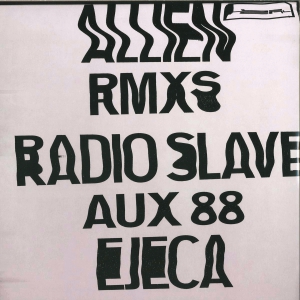 ALLIEN
RMXS
RADIO SLAVE
AUX 88
EJECA